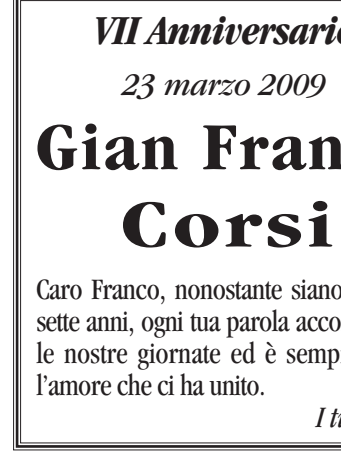 VII Anniversario
23 marzo 2009
Gian Fran
Corsi
Caro Franco, nonostante siano
sette anni, ogni tua parola acco
le nostre giornate ed è semp
l'amore che ci ha unito.
I t